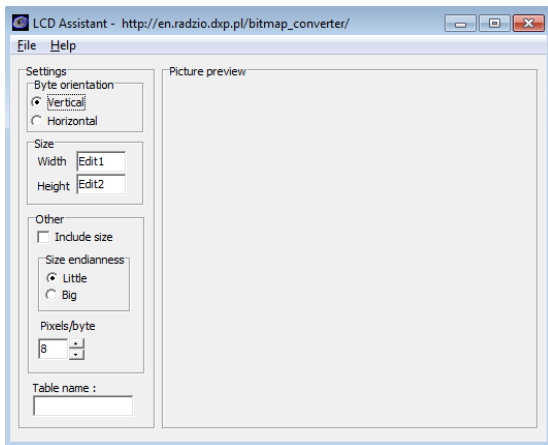 LCD Assistant - http://en.radzio.dxp.pl/bitmap_converter/
File Help
Settings
Byte orientation
Vertical
Horizontal
Size
Width Edit1
Height Edit2
Other
Include size
Size endianness
Little
Big
Pixels/byte
8
Table name :
Picture preview